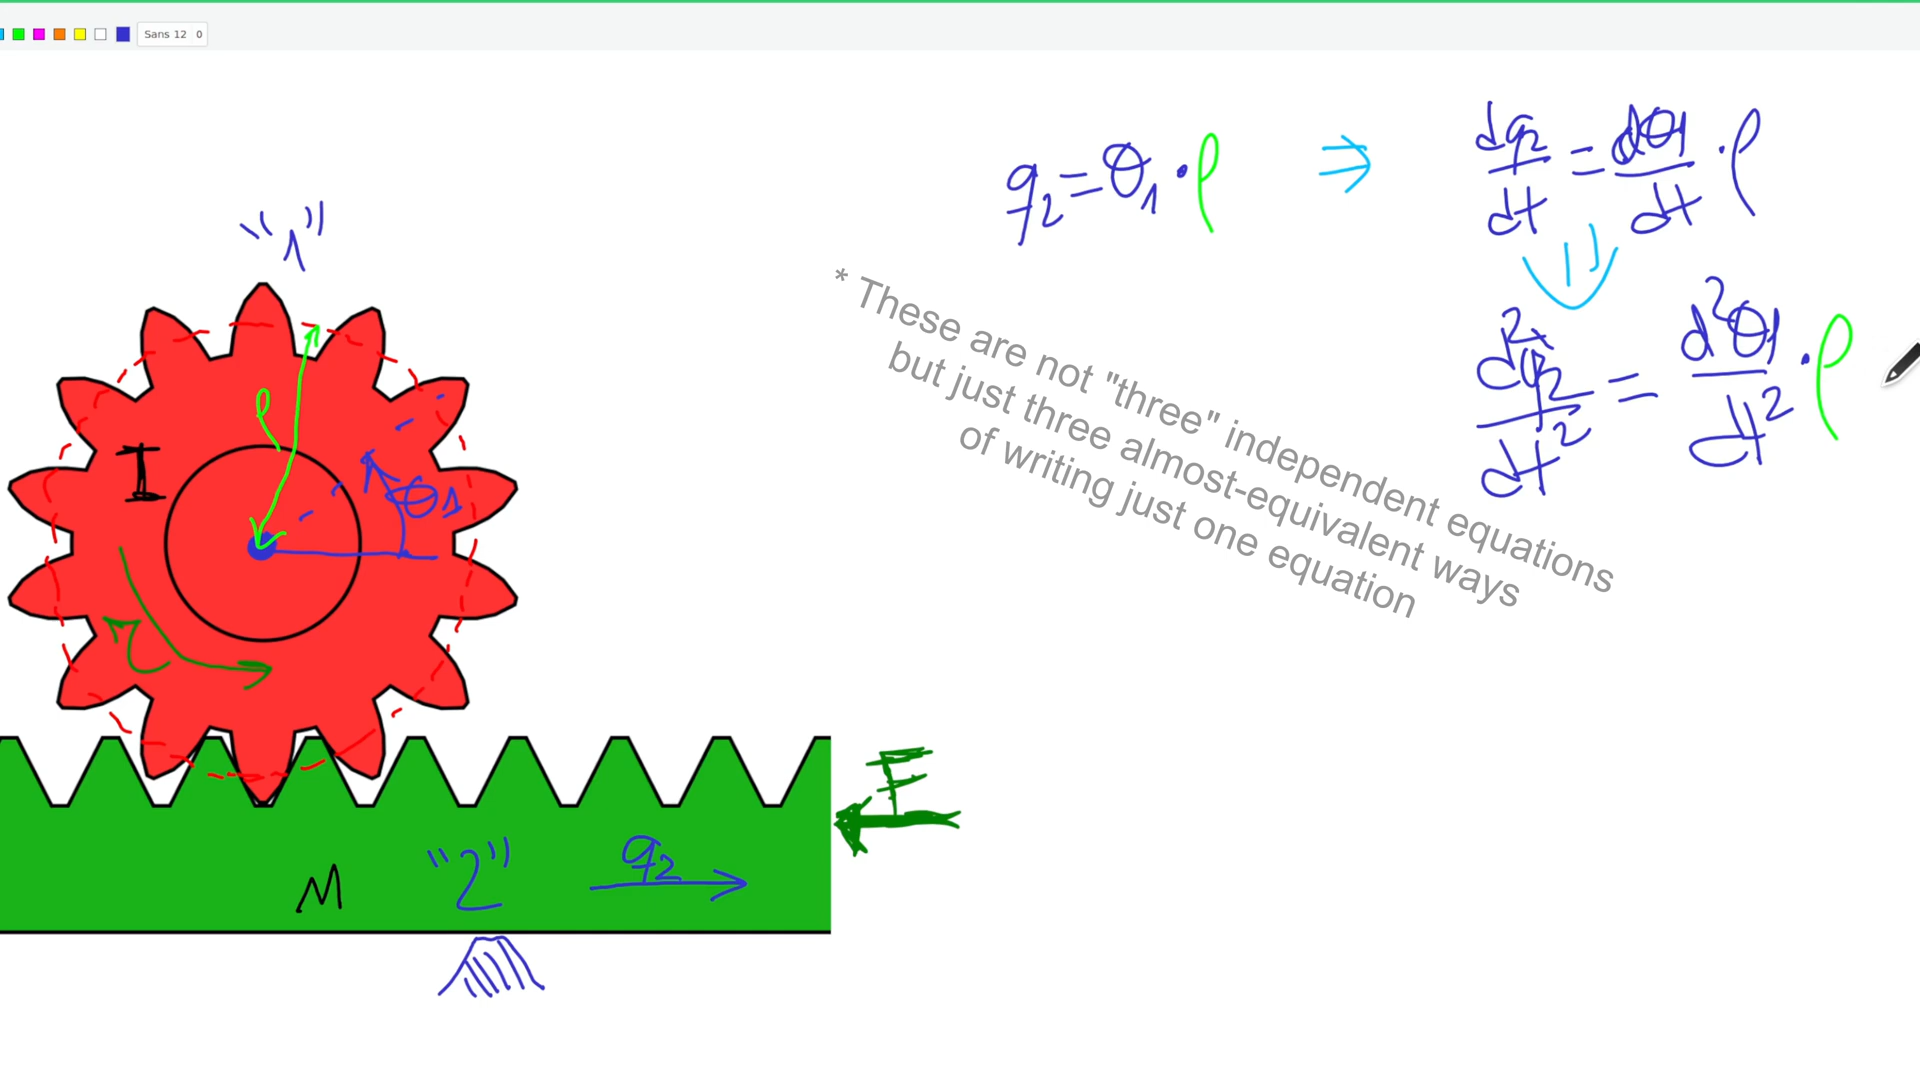 Sans 12 0
"1"
q₂ = θ₁ · ρ ⇒ dq₂/dt = dθ₁/dt · ρ
⇓
d²q₂/dt² = d²θ₁/dt² · ρ
* These are not "three" independent equations
but just three almost-equivalent ways
of writing just one equation
ρ
I
θ₁
τ
F
M "2" q₂